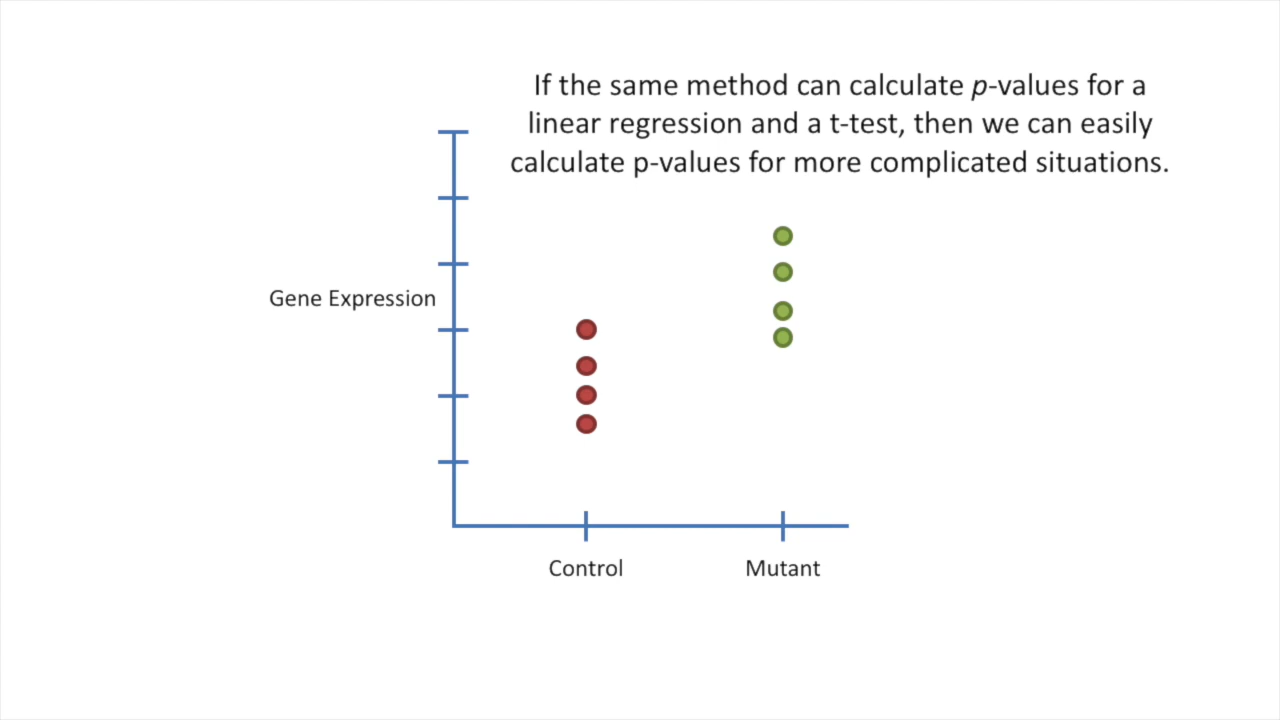 If the same method can calculate p-values for a
linear regression and a t-test, then we can easily
calculate p-values for more complicated situations.
Gene Expression
Control
Mutant